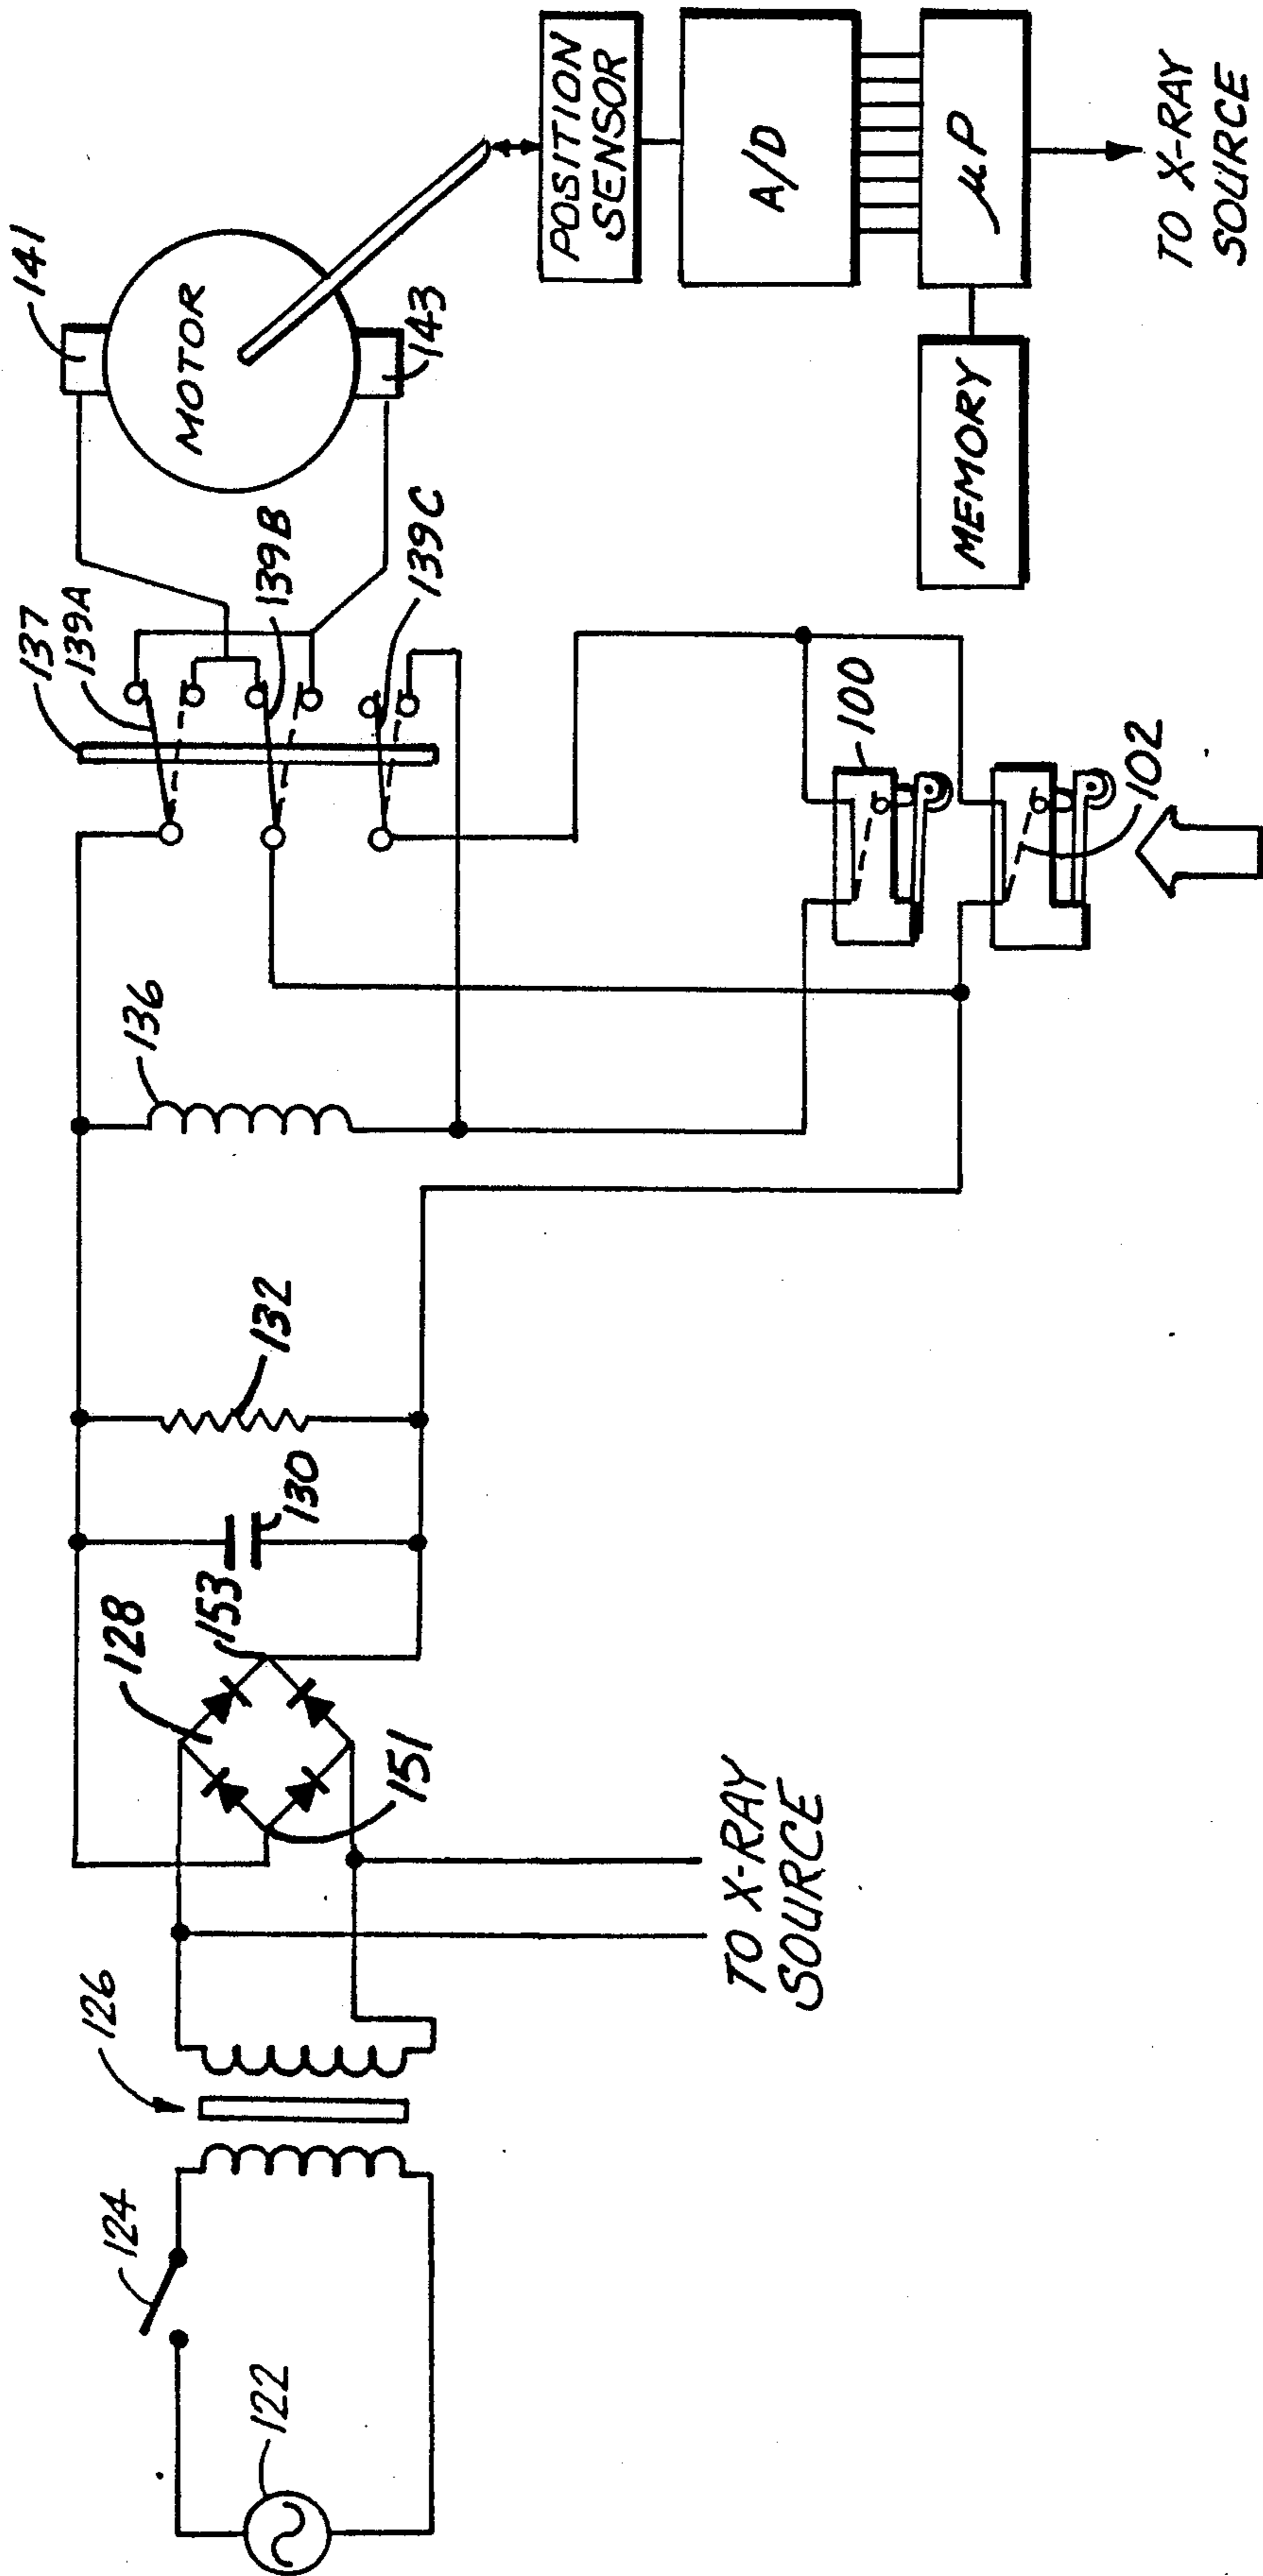 122
124
126
TO X-RAY
SOURCE
128
153
151
130
132
136
137
139A
139B
139C
141
MOTOR
143
100
102
POSITION
SENSOR
A/D
μP
MEMORY
TO X-RAY
SOURCE